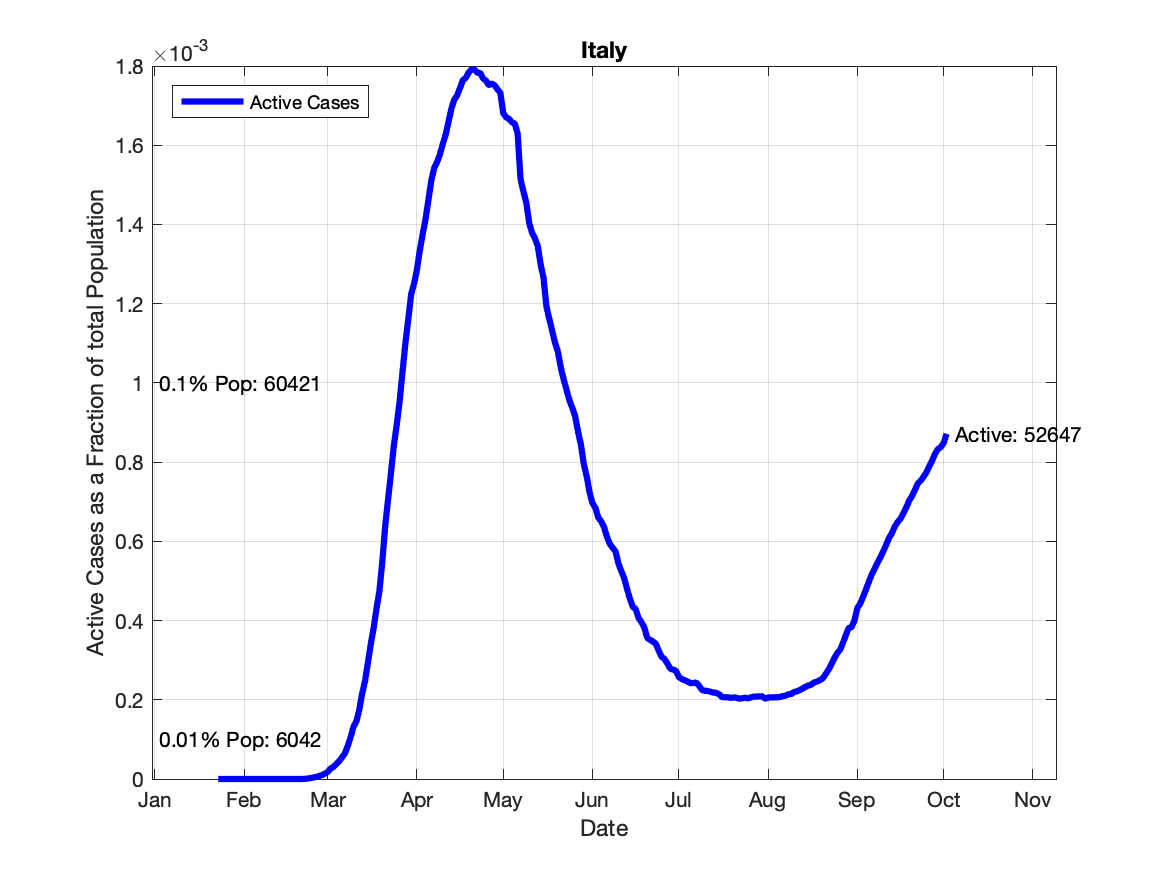 Italy
×10-3
1.8
1.6
1.4
1.2
1
0.8
0.6
0.4
0.2
0
Active Cases as a Fraction of total Population
Active Cases
0.1% Pop: 60421
0.01% Pop: 6042
Active: 52647
Jan Feb Mar Apr May Jun Jul Aug Sep Oct Nov
Date